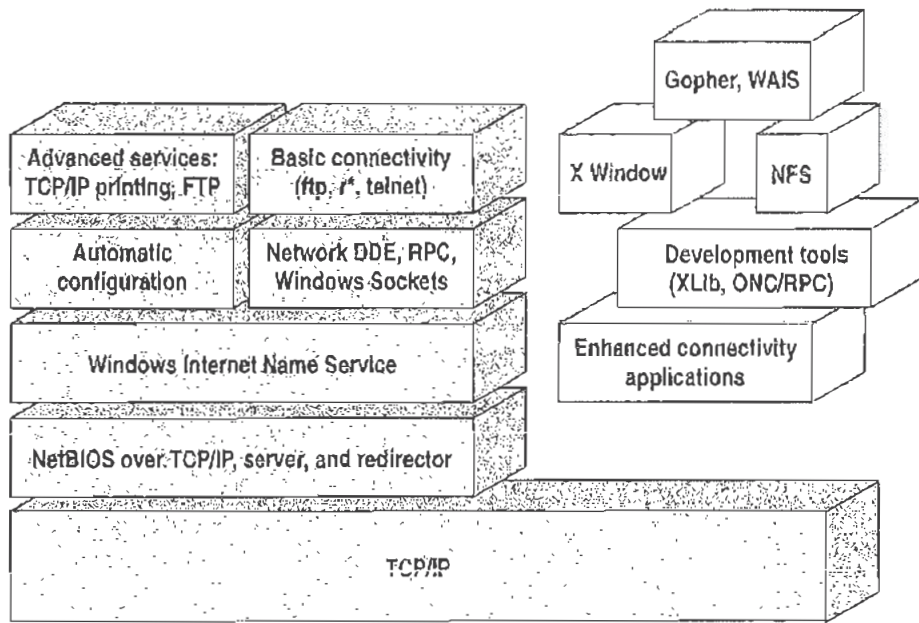 Gopher, WAIS
Advanced services:
TCP/IP printing, FTP
Basic connectivity
(ftp, r*, telnet)
X Window
NFS
Automatic
configuration
Network DDE, RPC,
Windows Sockets
Development tools
(XLib, ONC/RPC)
Windows Internet Name Service
Enhanced connectivity
applications
NetBIOS over TCP/IP, server, and redirector
TCP/IP